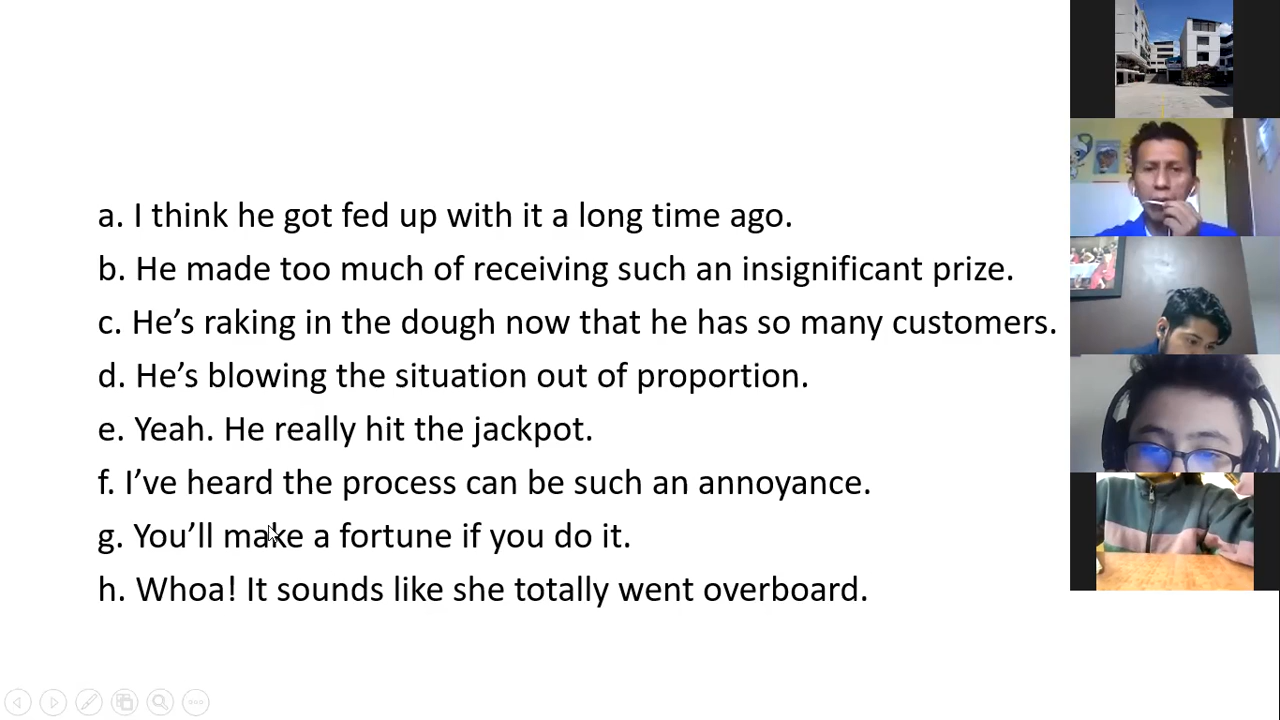 a. I think he got fed up with it a long time ago.
b. He made too much of receiving such an insignificant prize.
c. He’s raking in the dough now that he has so many customers.
d. He’s blowing the situation out of proportion.
e. Yeah. He really hit the jackpot.
f. I’ve heard the process can be such an annoyance.
g. You’ll make a fortune if you do it.
h. Whoa! It sounds like she totally went overboard.